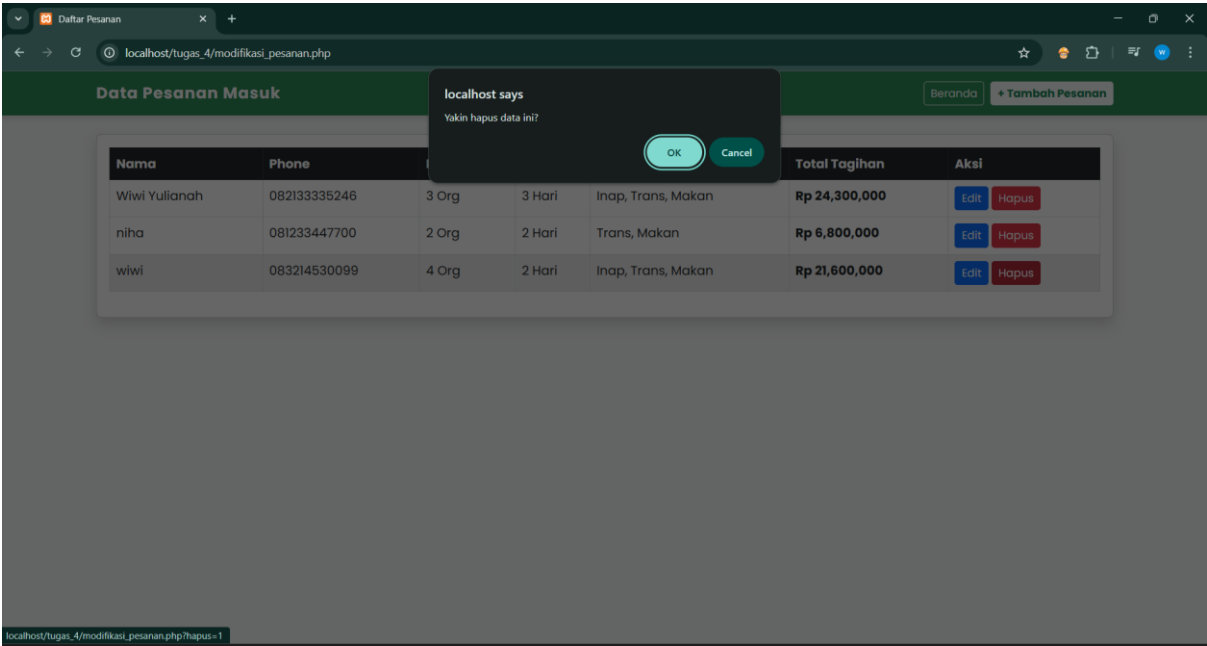 Daftar Pesanan
localhost/tugas_4/modifikasi_pesanan.php
W
Data Pesanan Masuk
Beranda
+ Tambah Pesanan
localhost says
Yakin hapus data ini?
OK
Cancel
Nama Phone Total Tagihan Aksi
Wiwi Yulianah 082133335246 3 Org 3 Hari Inap, Trans, Makan Rp 24,300,000 Edit Hapus
niha 081233447700 2 Org 2 Hari Trans, Makan Rp 6,800,000 Edit Hapus
wiwi 083214530099 4 Org 2 Hari Inap, Trans, Makan Rp 21,600,000 Edit Hapus
localhost/tugas_4/modifikasi_pesanan.php?hapus=1